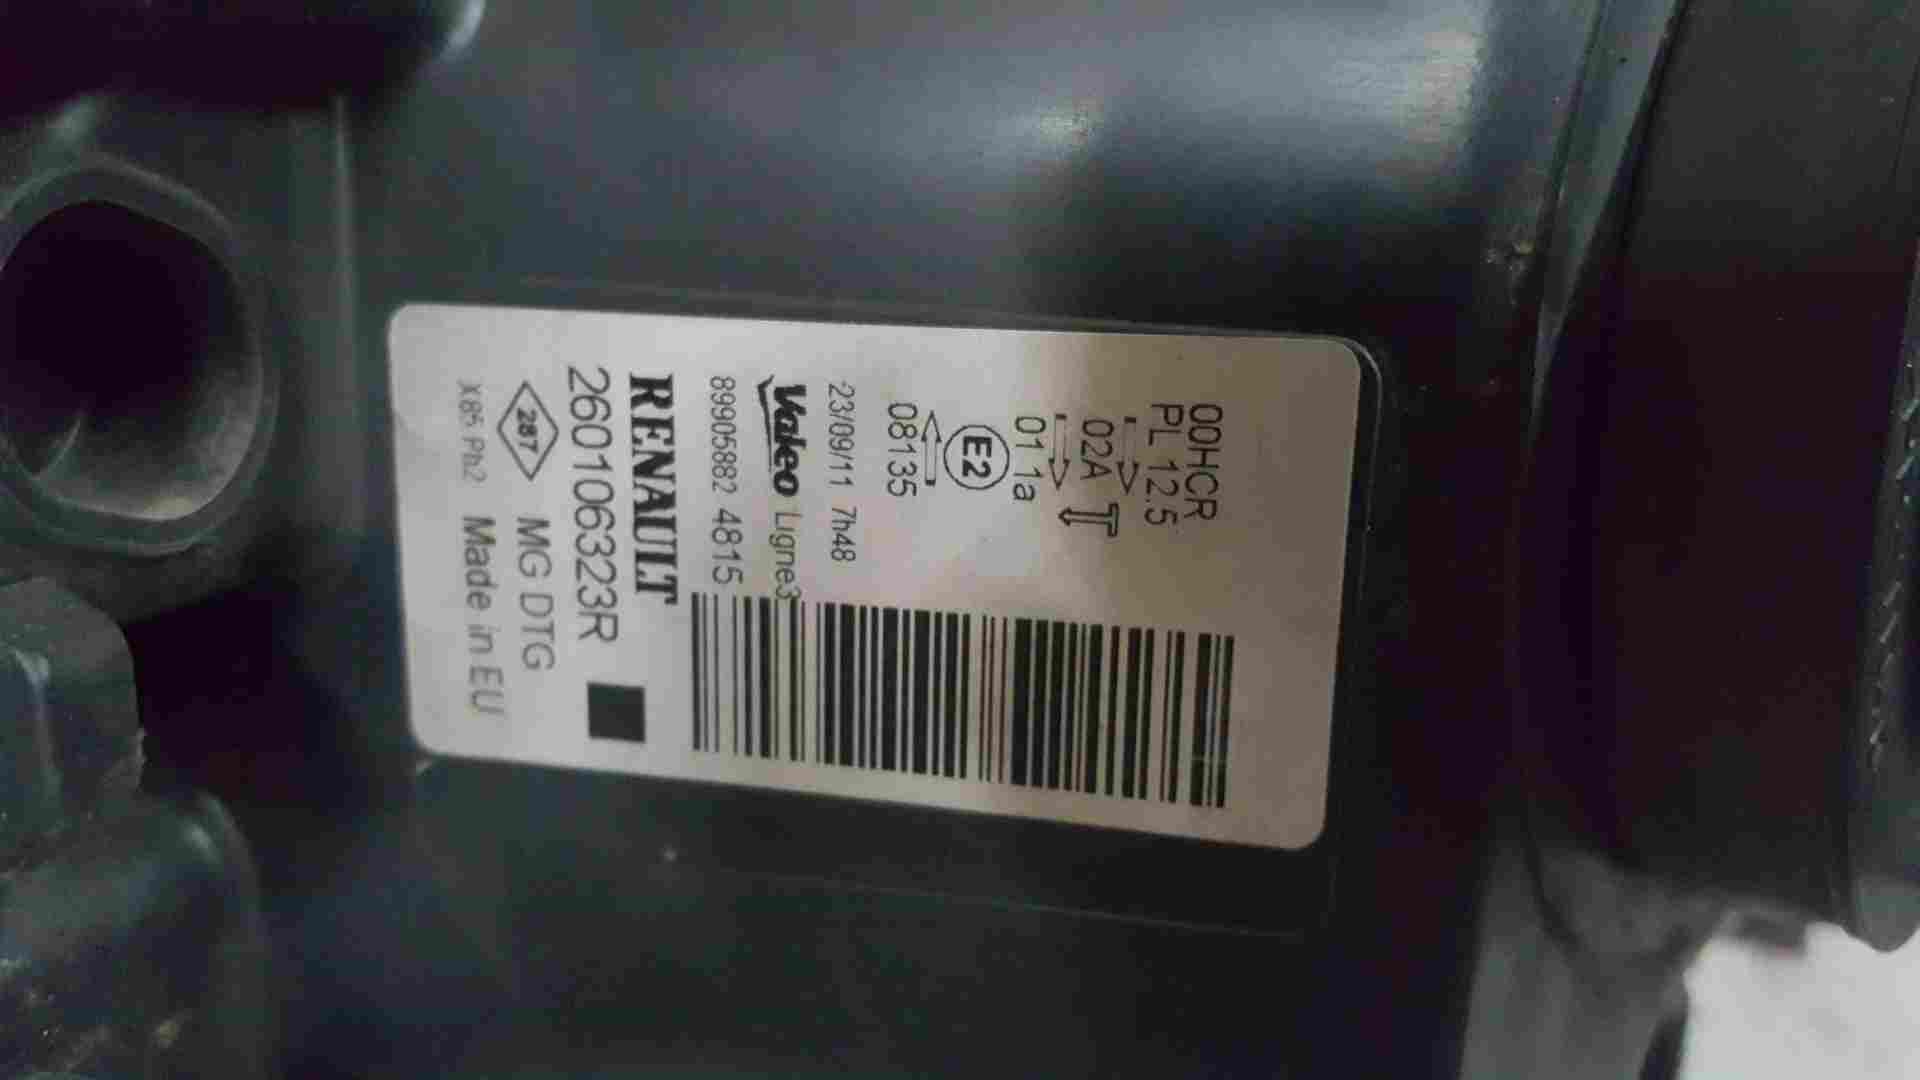 00HCR
PL 12.5
02A
01 1a
E2
08135
23/09/11 7h48
Valeo Ligne3
89905882 4815
RENAULT
260106323R
287 MG DTG
X85 Ph2 Made in EU